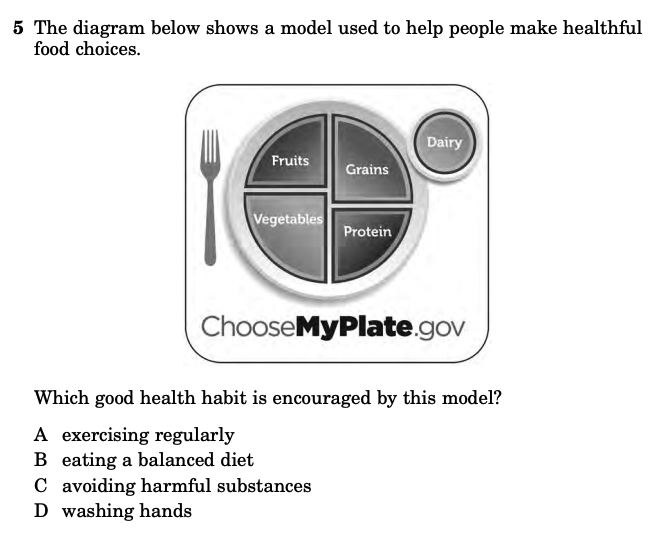 5 The diagram below shows a model used to help people make healthful
food choices.
Fruits
Grains
Dairy
Vegetables
Protein
ChooseMyPlate.gov
Which good health habit is encouraged by this model?
A exercising regularly
B eating a balanced diet
C avoiding harmful substances
D washing hands